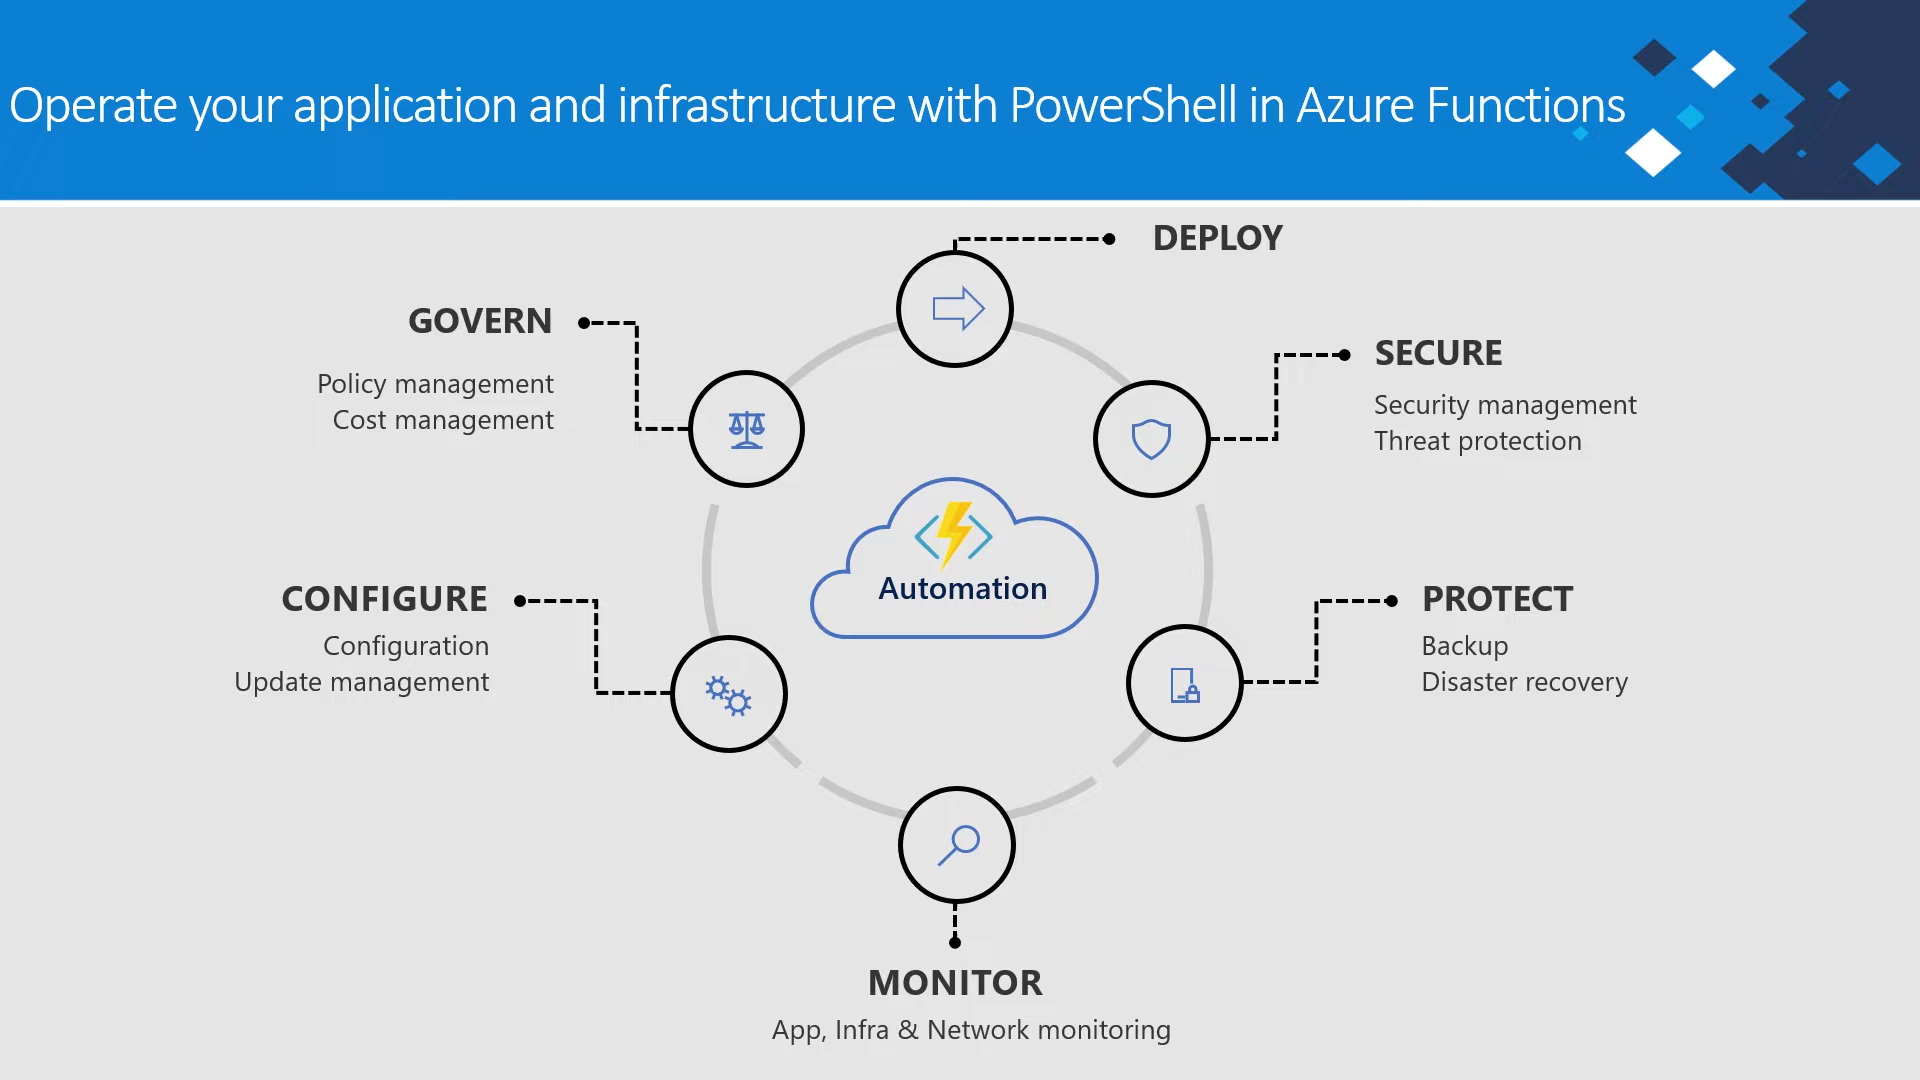 Operate your application and infrastructure with PowerShell in Azure Functions
DEPLOY
GOVERN
Policy management
Cost management
SECURE
Security management
Threat protection
Automation
CONFIGURE
Configuration
Update management
PROTECT
Backup
Disaster recovery
MONITOR
App, Infra & Network monitoring